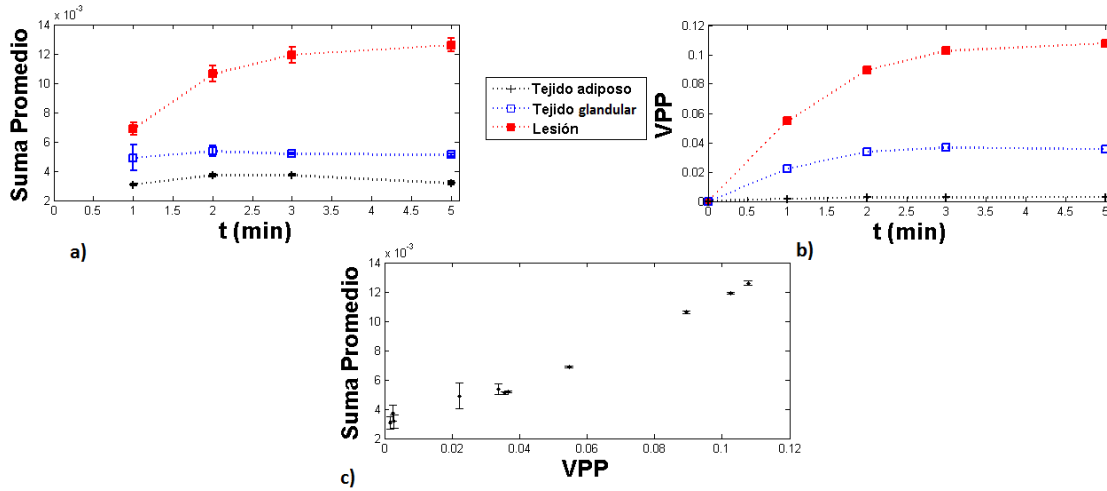 x 10⁻³
Suma Promedio
14
12
10
8
6
4
2
0 0.5 1 1.5 2 2.5 3 3.5 4 4.5 5
t (min)
a)
Tejido adiposo
Tejido glandular
Lesión
VPP
0.12
0.1
0.08
0.06
0.04
0.02
0
0 0.5 1 1.5 2 2.5 3 3.5 4 4.5 5
t (min)
b)
x 10⁻³
Suma Promedio
14
12
10
8
6
4
2
0 0.02 0.04 0.06 0.08 0.1 0.12
VPP
c)